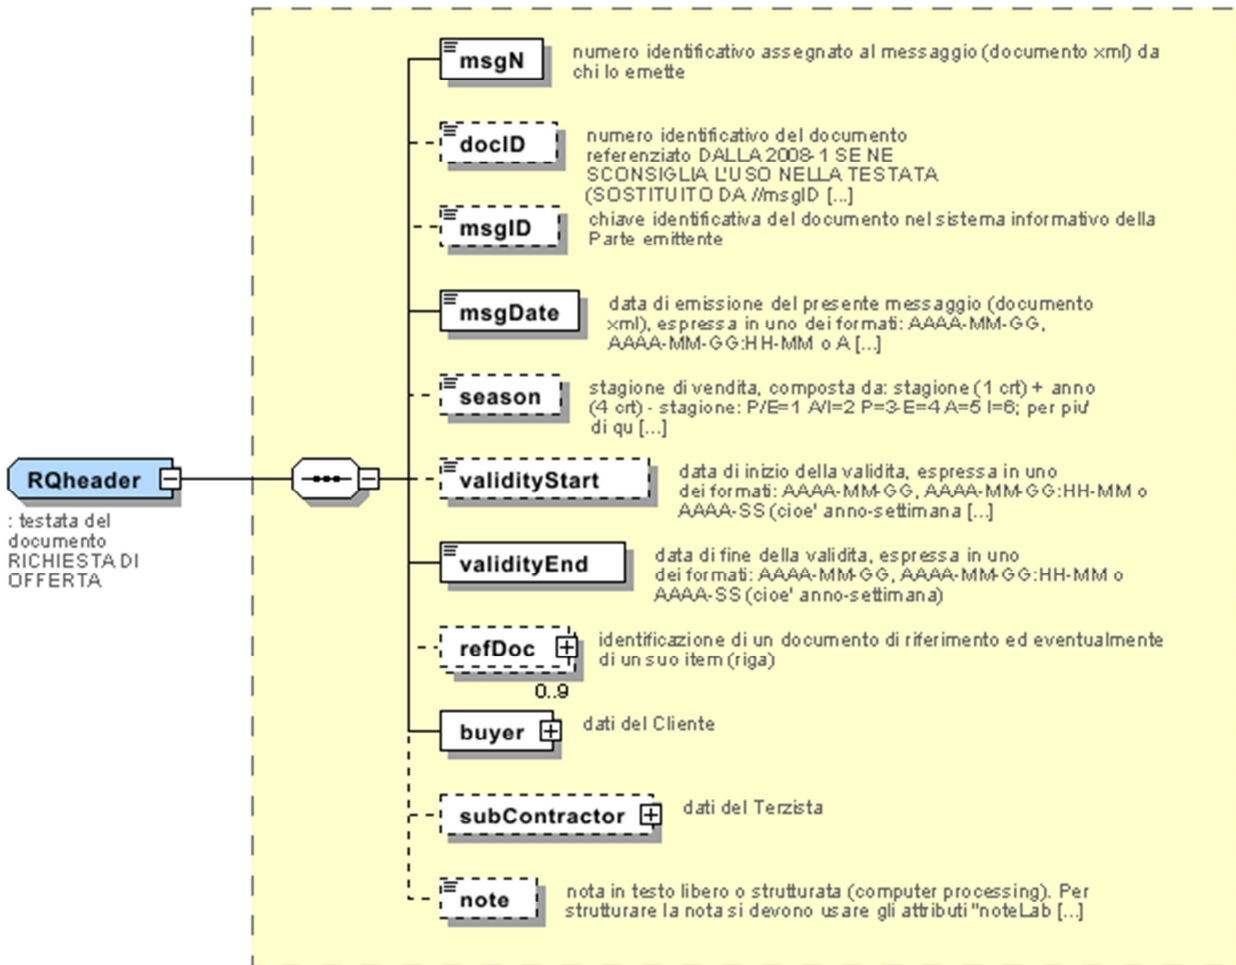 msgN
numero identificativo assegnato al messaggio (documento xml) da
chi lo emette
docID
numero identificativo del documento
referenziato DALLA 2008-1 SE NE
SCONSIGLIA L'USO NELLA TESTATA
(SOSTITUITO DA //msgID [...]
msgID
chiave identificativa del documento nel sistema informativo della
Parte emittente
msgDate
data di emissione del presente messaggio (documento
xml), espressa in uno dei formati: AAAA-MM-GG,
AAAA-MM-GG:HH-MM o A [...]
season
stagione di vendita, composta da: stagione (1 crt) + anno
(4 crt) - stagione: P/E=1 A/I=2 P=3 E=4 A=5 I=6; per piu'
di qu [...]
RQheader
: testata del
documento
RICHIESTA DI
OFFERTA
validityStart
data di inizio della validita, espressa in uno
dei formati: AAAA-MM-GG, AAAA-MM-GG:HH-MM o
AAAA-SS (cioe' anno-settimana [...]
validityEnd
data di fine della validita, espressa in uno
dei formati: AAAA-MM-GG, AAAA-MM-GG:HH-MM o
AAAA-SS (cioe' anno-settimana)
refDoc
identificazione di un documento di riferimento ed eventualmente
di un suo item (riga)
0..9
buyer
dati del Cliente
subContractor
dati del Terzista
note
nota in testo libero o strutturata (computer processing). Per
strutturare la nota si devono usare gli attributi "noteLab [...]